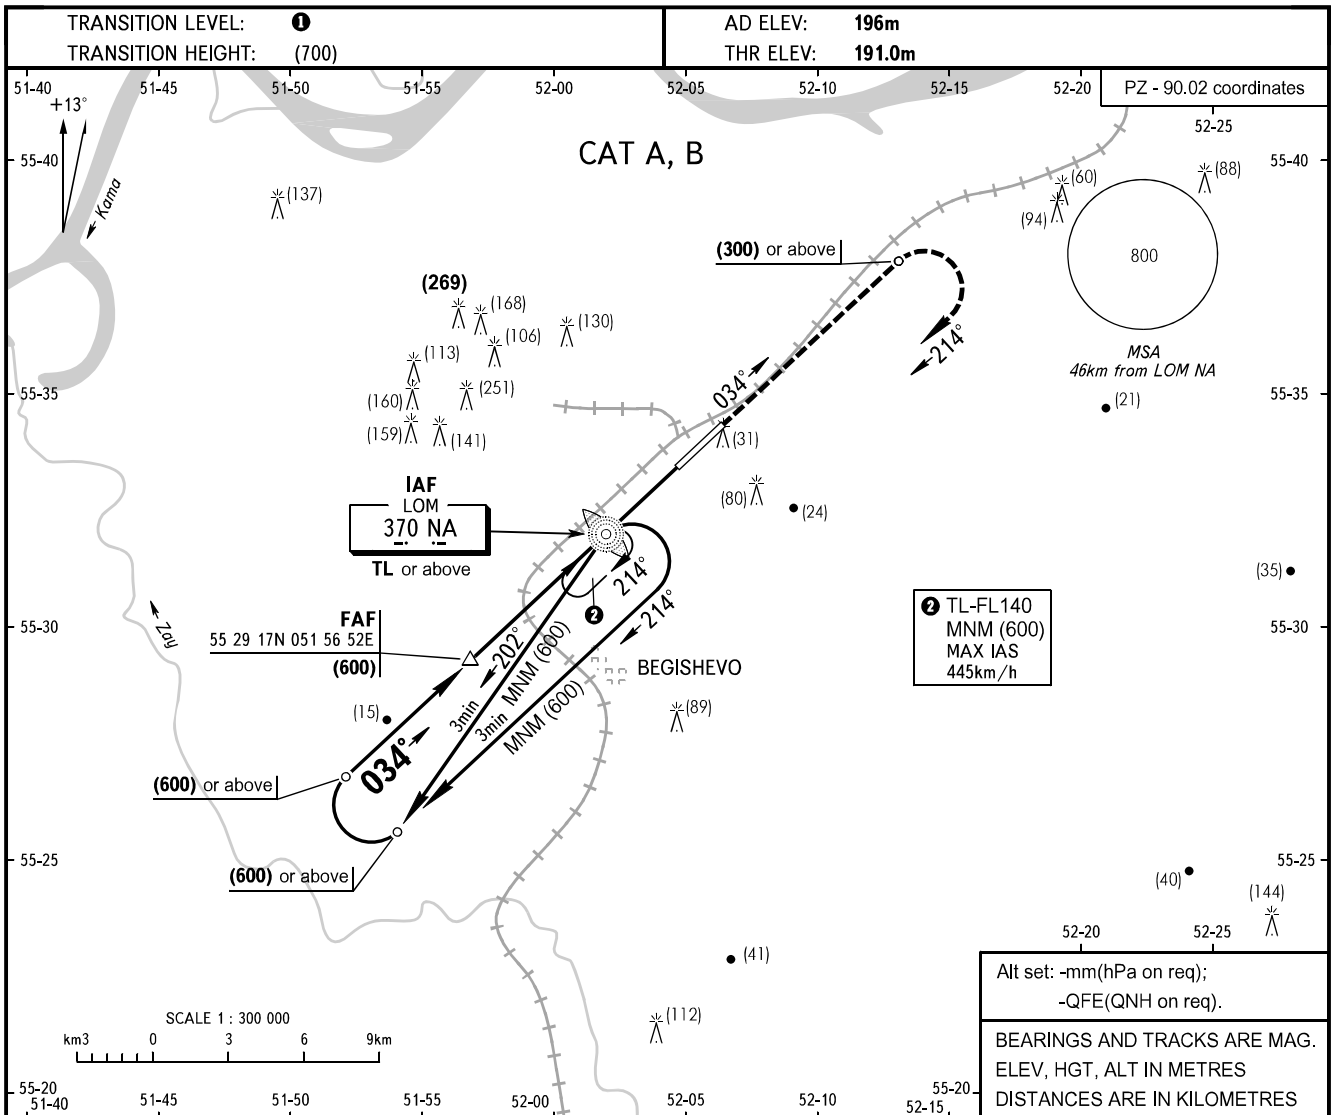 TRANSITION LEVEL: ❶
TRANSITION HEIGHT: (700)
AD ELEV: 196m
THR ELEV: 191.0m
51-40 51-45 51-50 51-55 52-00 52-05 52-10 52-15 52-20
PZ - 90.02 coordinates
52-25
+13°
55-40
55-40
CAT A, B
Kama
(137)
(60)
(88)
(94)
(300) or above
800
(269)
(168)
(130)
(106)
(113)
214°
MSA
46km from LOM NA
(251)
(160)
034°
55-35
55-35
(21)
(159)
(141)
(31)
IAF
LOM
370 NA
TL or above
(80)
(24)
(35)
214°
214°
❷
❷ TL-FL140
MNM (600)
MAX IAS
445km/h
FAF
55 29 17N 051 56 52E
(600)
Zay
55-30
55-30
202°
3min MNM (600)
3min MNM (600)
BEGISHEVO
(15)
(89)
034°
(600) or above
(600) or above
55-25
55-25
(40)
(144)
52-20 52-25
(41)
Alt set: -mm(hPa on req);
-QFE(QNH on req).
(112)
SCALE 1 : 300 000
km3 0 3 6 9km
BEARINGS AND TRACKS ARE MAG.
ELEV, HGT, ALT IN METRES
DISTANCES ARE IN KILOMETRES
55-20
55-20
51-40 51-45 51-50 51-55 52-00 52-05 52-10 52-15